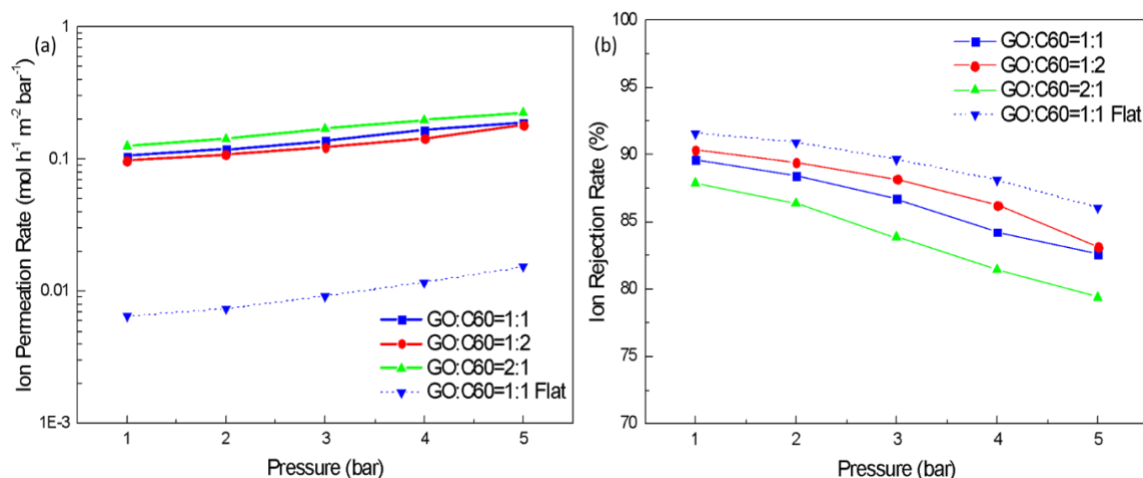 (a)
Ion Permeation Rate (mol h⁻¹ m⁻² bar⁻¹)
1
0.1
0.01
1E-3
GO:C60=1:1
GO:C60=1:2
GO:C60=2:1
GO:C60=1:1 Flat
1 2 3 4 5
Pressure (bar)
(b)
Ion Rejection Rate (%)
100
95
90
85
80
75
70
GO:C60=1:1
GO:C60=1:2
GO:C60=2:1
GO:C60=1:1 Flat
1 2 3 4 5
Pressure (bar)